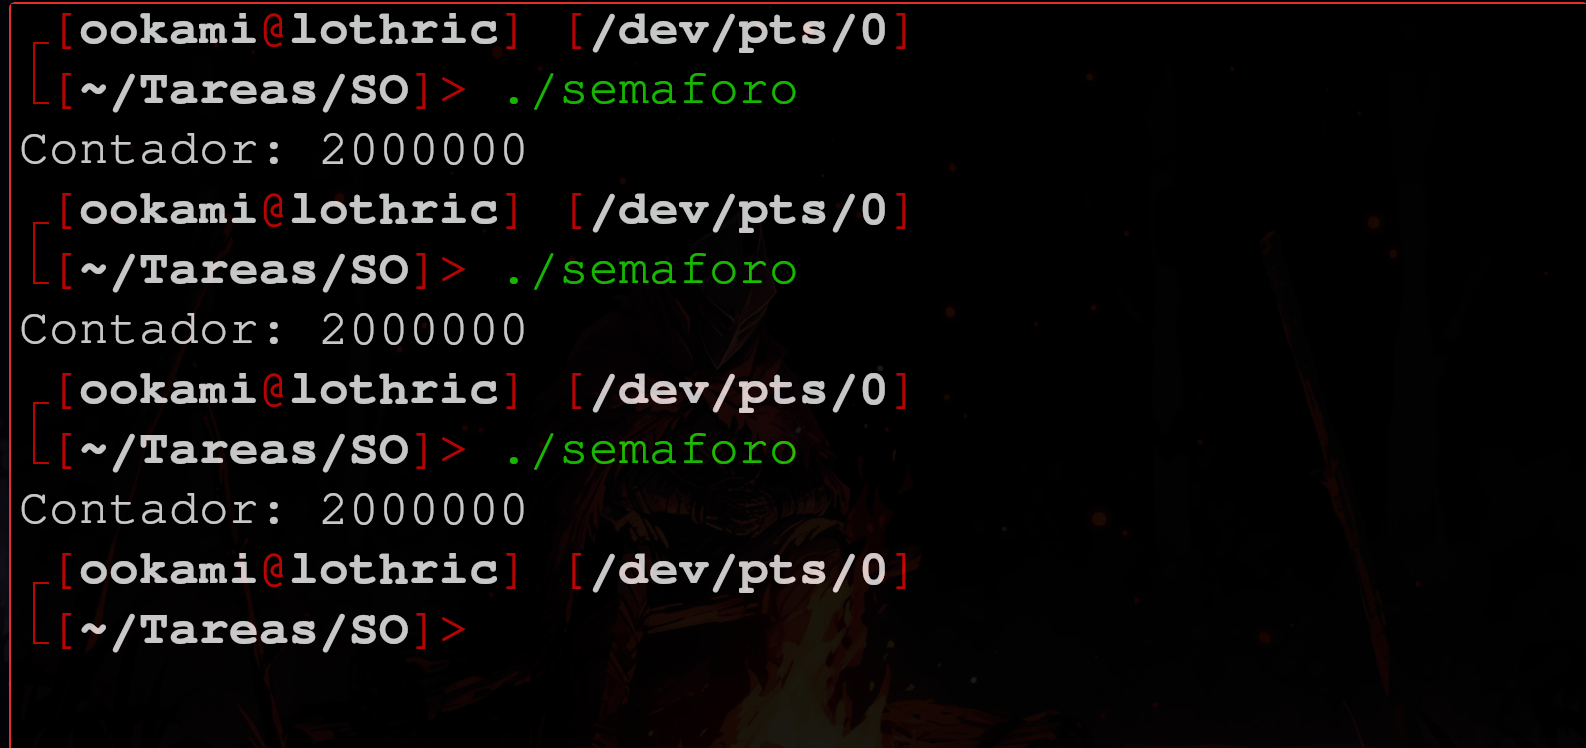 [ookami@lothric] [/dev/pts/0]
[~/Tareas/SO]> ./semaforo
Contador: 2000000
[ookami@lothric] [/dev/pts/0]
[~/Tareas/SO]> ./semaforo
Contador: 2000000
[ookami@lothric] [/dev/pts/0]
[~/Tareas/SO]> ./semaforo
Contador: 2000000
[ookami@lothric] [/dev/pts/0]
[~/Tareas/SO]>